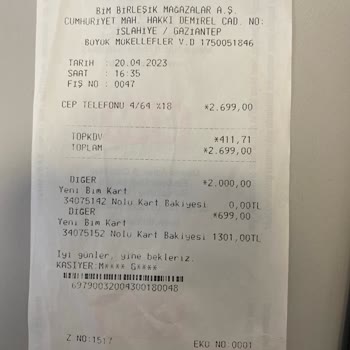 BİM BİRLEŞİK MAĞAZALAR A.Ş.
CUMHURİYET MAH. HAKKI DEMİREL CAD. NO:
İSLAHİYE / GAZİANTEP
BÜYÜK MÜKELLEFLER V.D 1750051846
TARİH : 20.04.2023
SAAT : 16:35
FİŞ NO : 0047
CEP TELEFONU 4/64 %18 *2.699,00
TOPKDV *411,71
TOPLAM *2.699,00
DİĞER *2.000,00
Yeni Bim Kart
34075142 Nolu Kart Bakiyesi 0,00TL
DİĞER *699,00
Yeni Bim Kart
34075152 Nolu Kart Bakiyesi 1301,00TL
İyi günler, yine bekleriz.
KASİYER:M**** G****
69790032004300180048
Z NO:1517 EKÜ NO:0001